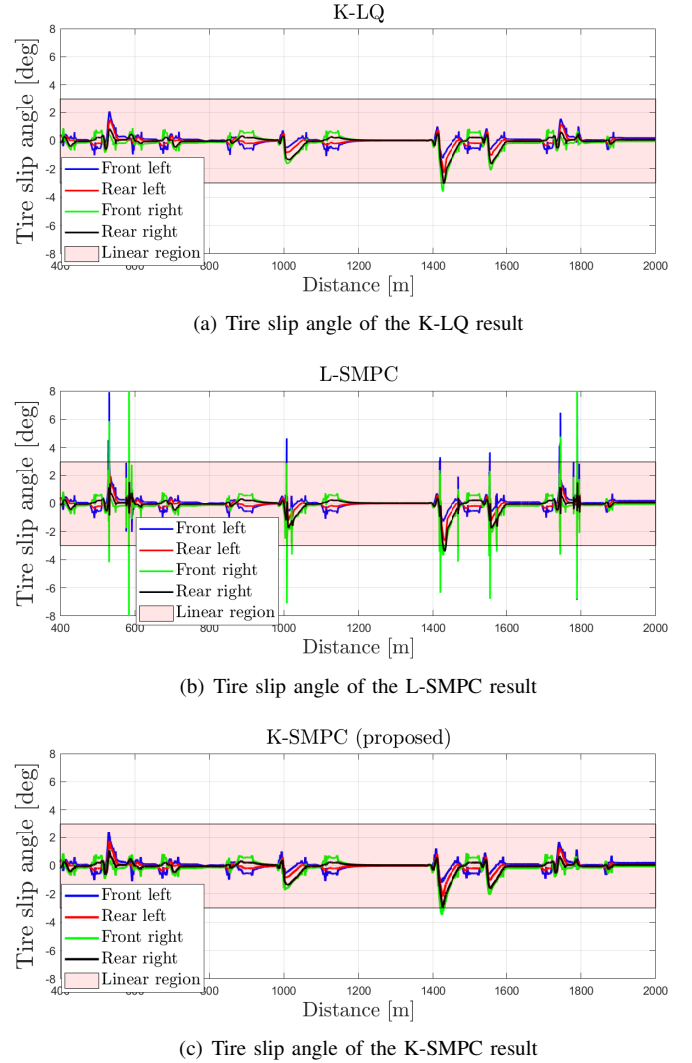 K-LQ
8
6
4
2
0
-2
-4
-6
-8
Tire slip angle [deg]
Front left
Rear left
Front right
Rear right
Linear region
400 600 800 1000 1200 1400 1600 1800 2000
Distance [m]
(a) Tire slip angle of the K-LQ result
L-SMPC
8
6
4
2
0
-2
-4
-6
-8
Tire slip angle [deg]
Front left
Rear left
Front right
Rear right
Linear region
400 600 800 1000 1200 1400 1600 1800 2000
Distance [m]
(b) Tire slip angle of the L-SMPC result
K-SMPC (proposed)
8
6
4
2
0
-2
-4
-6
-8
Tire slip angle [deg]
Front left
Rear left
Front right
Rear right
Linear region
400 600 800 1000 1200 1400 1600 1800 2000
Distance [m]
(c) Tire slip angle of the K-SMPC result